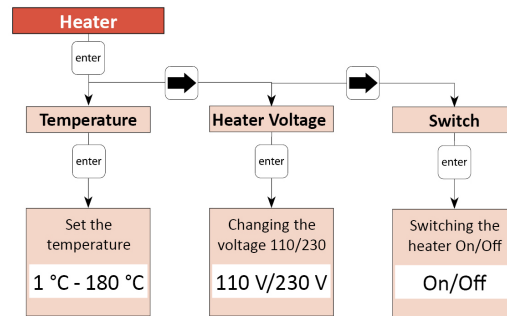 Heater
enter
Temperature
Heater Voltage
Switch
enter
enter
enter
Set the
temperature
1 °C - 180 °C
Changing the
voltage 110/230
110 V/230 V
Switching the
heater On/Off
On/Off